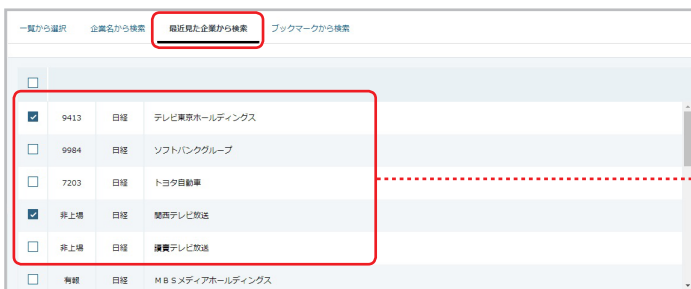 一覧から選択 企業名から検索 最近見た企業から検索 ブックマークから検索
9413 日経 テレビ東京ホールディングス
9984 日経 ソフトバンクグループ
7203 日経 トヨタ自動車
非上場 日経 関西テレビ放送
非上場 日経 讀賣テレビ放送
有報 日経 ＭＢＳメディアホールディングス